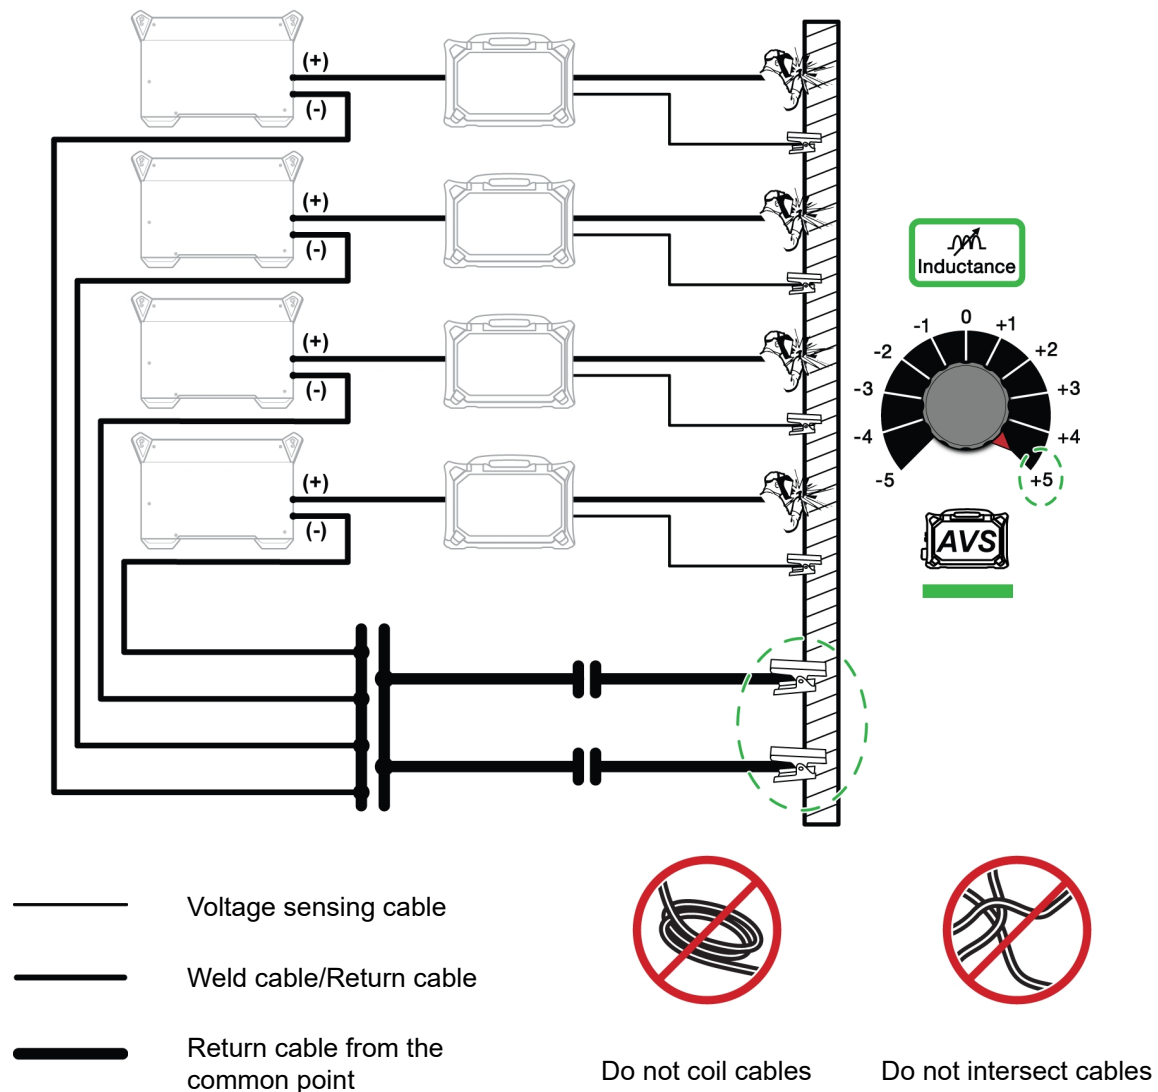 (+)
(-)
(+)
(-)
(+)
(-)
(+)
(-)
Inductance
-5
-4
-3
-2
-1
0
+1
+2
+3
+4
+5
AVS
Voltage sensing cable
Weld cable/Return cable
Return cable from the
common point
Do not coil cables
Do not intersect cables